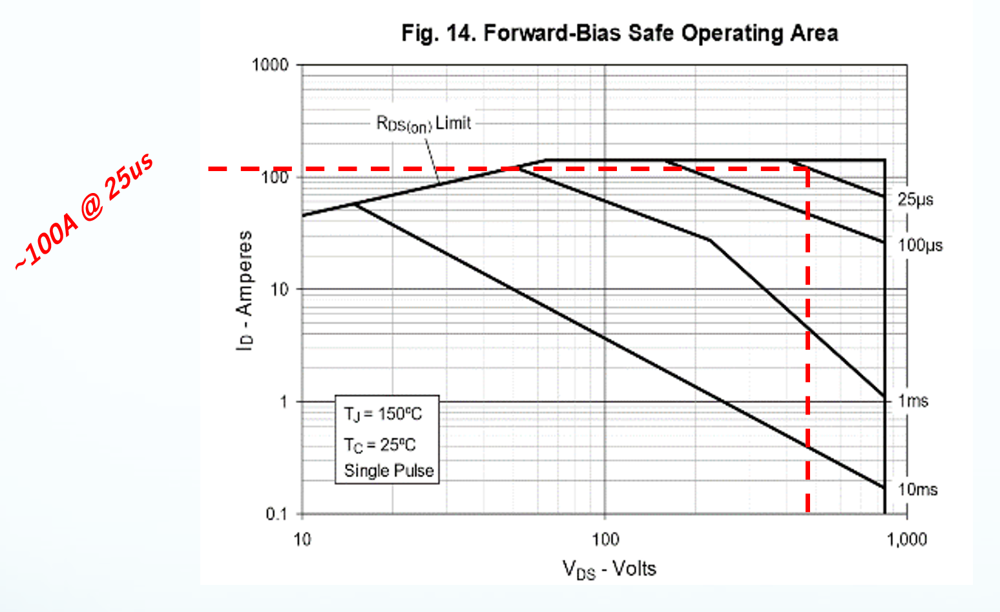 Fig. 14. Forward-Bias Safe Operating Area
1000
RDS(on) Limit
~100A @ 25us
100
25µs
100µs
ID - Amperes
10
1
1ms
TJ = 150ºC
TC = 25ºC
Single Pulse
10ms
0.1
10
100
1,000
VDS - Volts